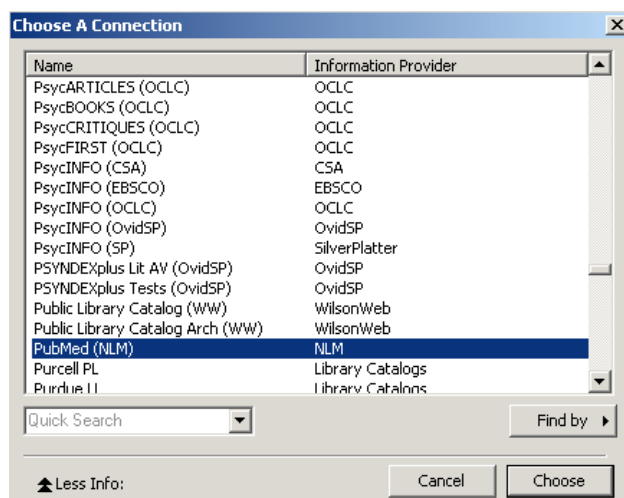 Choose A Connection
Name Information Provider
PsycARTICLES (OCLC) OCLC
PsycBOOKS (OCLC) OCLC
PsycCRITIQUES (OCLC) OCLC
PsycFIRST (OCLC) OCLC
PsycINFO (CSA) CSA
PsycINFO (EBSCO) EBSCO
PsycINFO (OCLC) OCLC
PsycINFO (OvidSP) OvidSP
PsycINFO (SP) SilverPlatter
PSYNDEXplus Lit AV (OvidSP) OvidSP
PSYNDEXplus Tests (OvidSP) OvidSP
Public Library Catalog (WW) WilsonWeb
Public Library Catalog Arch (WW) WilsonWeb
PubMed (NLM) NLM
Purcell PL Library Catalogs
Purdue U Library Catalogs
Quick Search Find by
Less Info: Cancel Choose